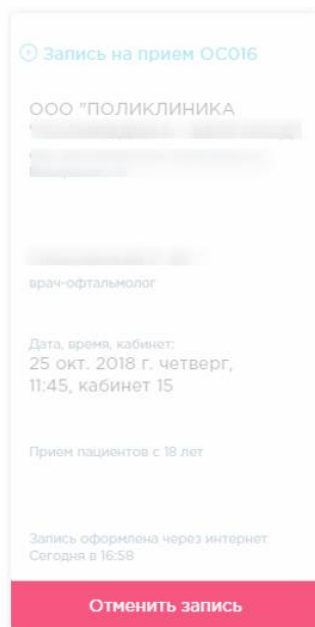 Запись на прием ОС016
ООО "ПОЛИКЛИНИКА
врач-офтальмолог
Дата, время, кабинет:
25 окт. 2018 г. четверг,
11:45, кабинет 15
Прием пациентов с 18 лет
Запись оформлена через интернет
Сегодня в 16:58
Отменить запись